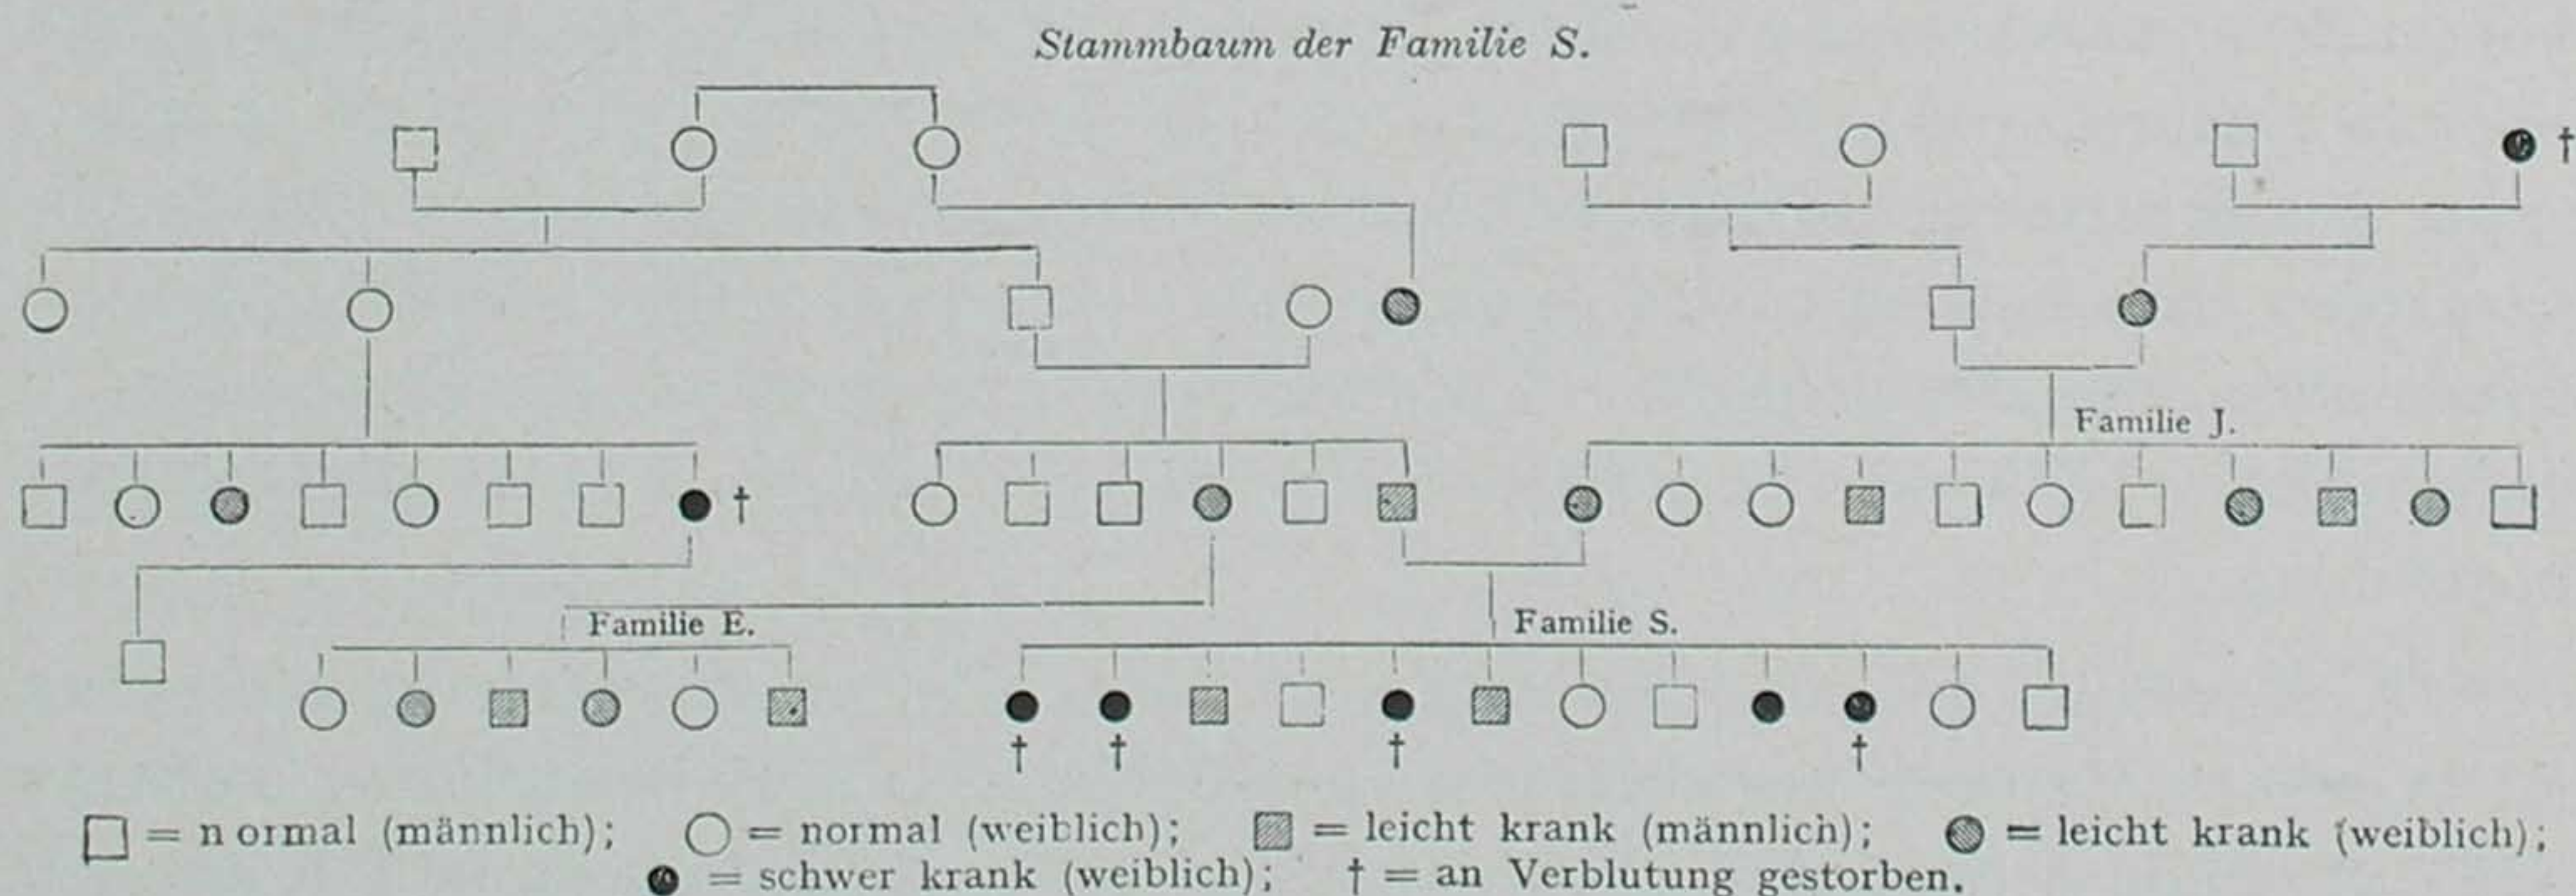 Stammbaum der Familie S.
†
Familie J.
†
Familie E.
Familie S.
† † † †
= n ormal (männlich); = normal (weiblich); = leicht krank (männlich); = leicht krank (weiblich);
= schwer krank (weiblich); † = an Verblutung gestorben.